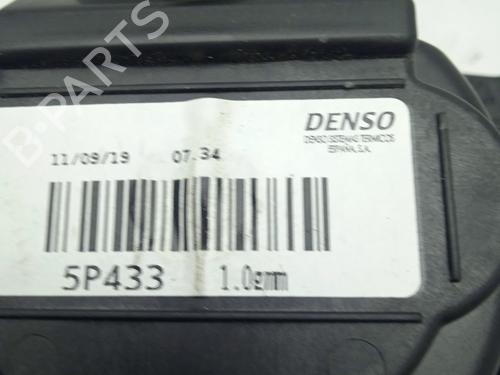 DENSO
DENSO SISTEMAS TERMICOS
ESPAÑA, S.A.
11/09/19 07.34
5P433 1.0gmm
B-PARTS